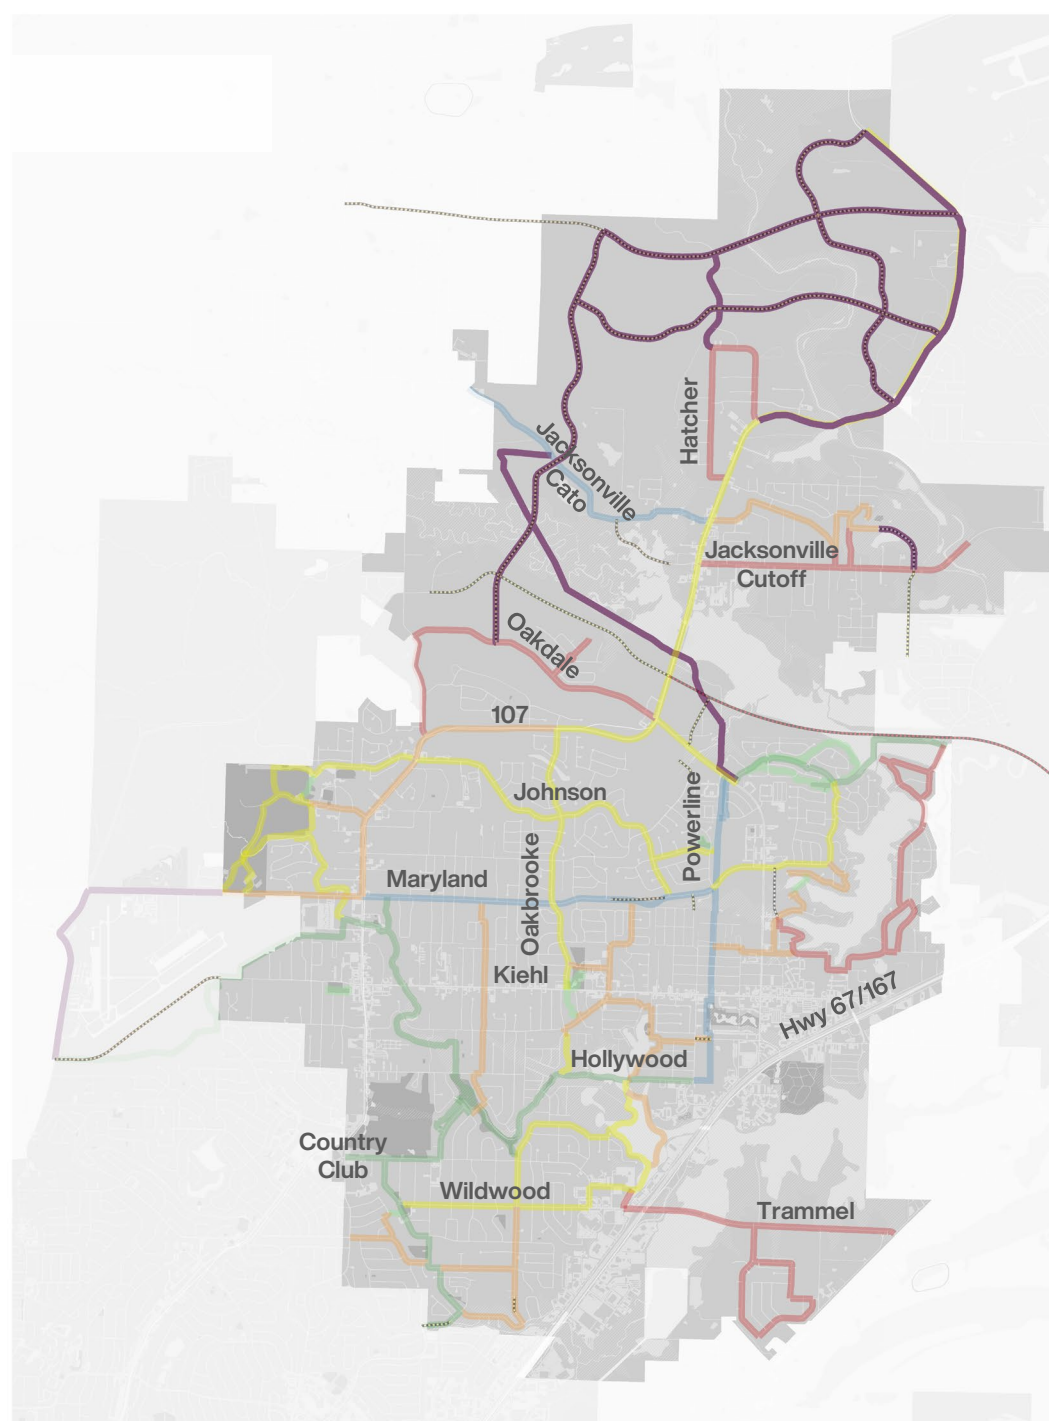 Hatcher
Jacksonville
Cato
Jacksonville
Cutoff
Oakdale
107
Johnson
Powerline
Oakbrooke
Maryland
Kiehl
Hwy 67/167
Hollywood
Country
Club
Wildwood
Trammel